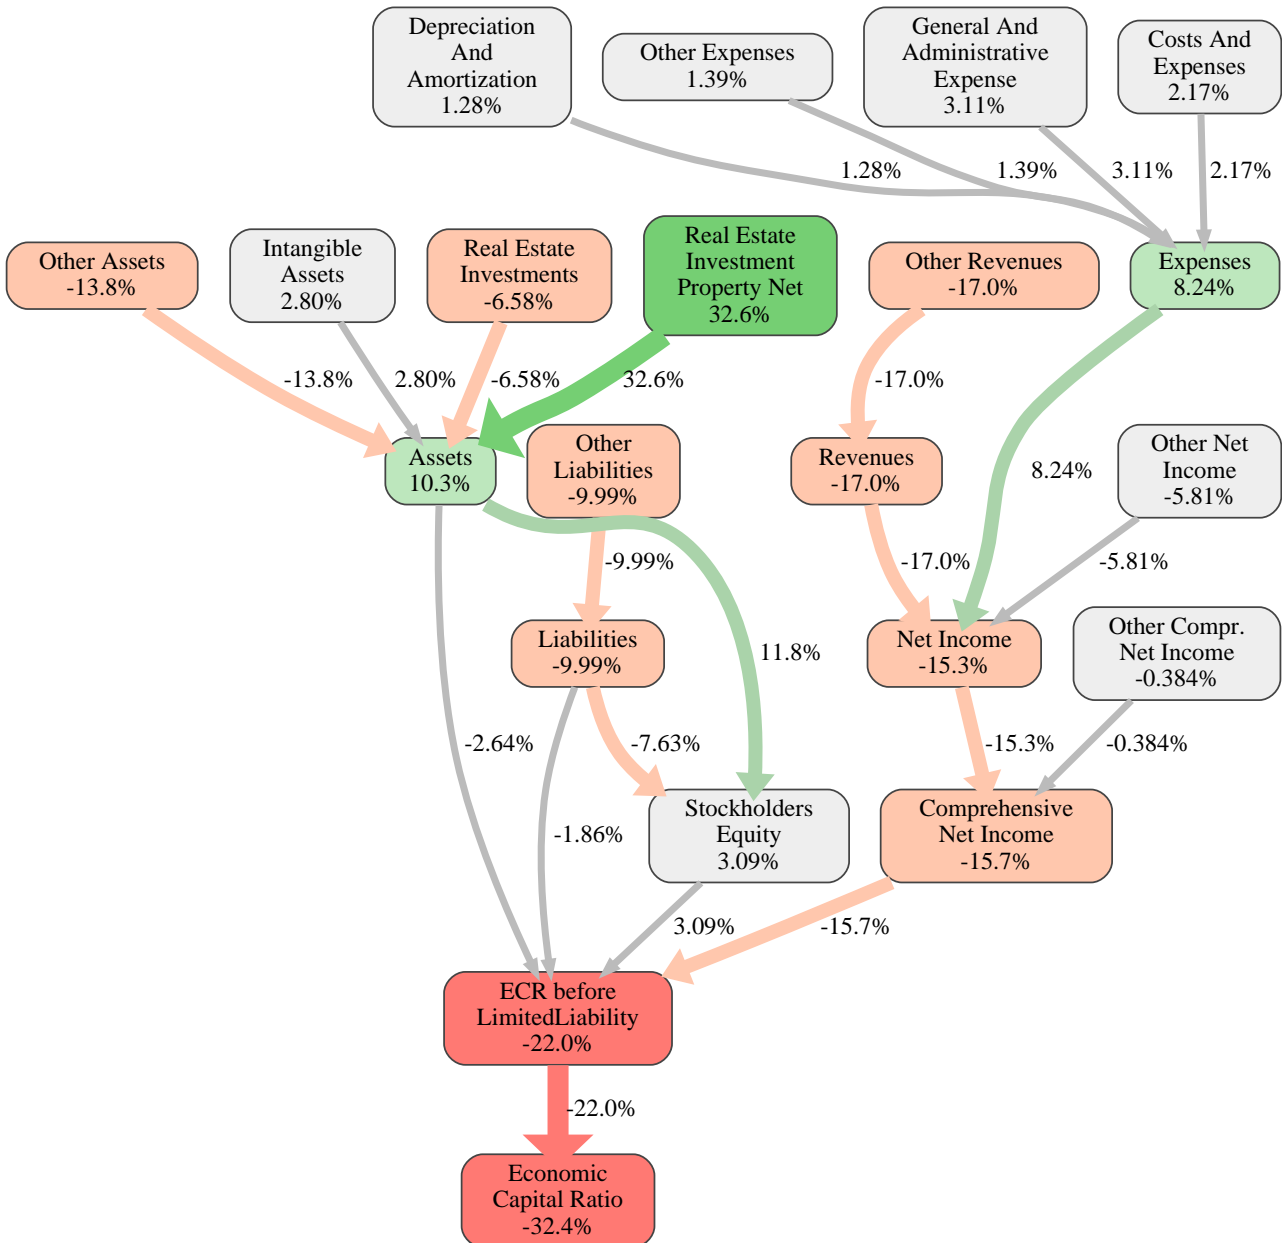 Depreciation
And
Amortization
1.28%
Other Expenses
1.39%
General And
Administrative
Expense
3.11%
Costs And
Expenses
2.17%
1.28%
1.39%
3.11%
2.17%
Other Assets
-13.8%
Intangible
Assets
2.80%
Real Estate
Investments
-6.58%
Real Estate
Investment
Property Net
32.6%
Other Revenues
-17.0%
Expenses
8.24%
-13.8%
2.80%
-6.58%
32.6%
-17.0%
Assets
10.3%
Other
Liabilities
-9.99%
Revenues
-17.0%
8.24%
Other Net
Income
-5.81%
-9.99%
-17.0%
-5.81%
Liabilities
-9.99%
11.8%
Net Income
-15.3%
Other Compr.
Net Income
-0.384%
-2.64%
-7.63%
-15.3%
-0.384%
-1.86%
Stockholders
Equity
3.09%
Comprehensive
Net Income
-15.7%
3.09%
-15.7%
ECR before
LimitedLiability
-22.0%
-22.0%
Economic
Capital Ratio
-32.4%